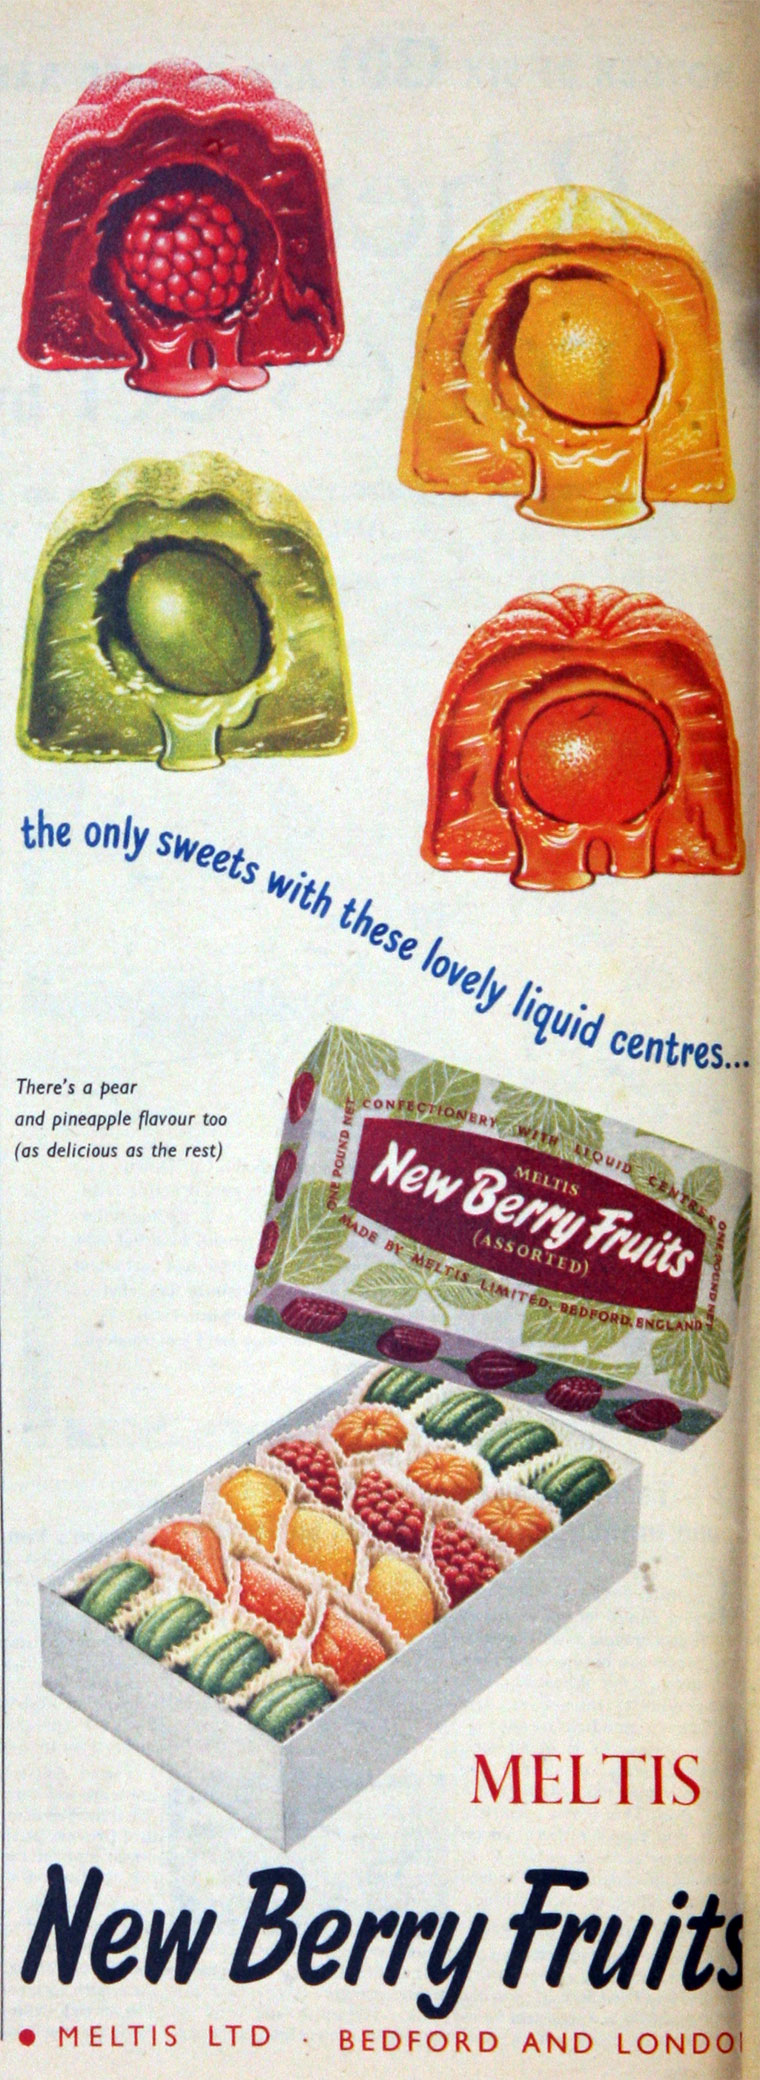 the only sweets with these lovely liquid centres...
There's a pear
and pineapple flavour too
(as delicious as the rest)
CONFECTIONERY WITH LIQUID CENTRES
ONE POUND NET
MELTIS
New Berry Fruits
(ASSORTED)
ONE POUND NET
MADE BY MELTIS LIMITED, BEDFORD, ENGLAND
MELTIS
New Berry Fruits
• MELTIS LTD · BEDFORD AND LONDO